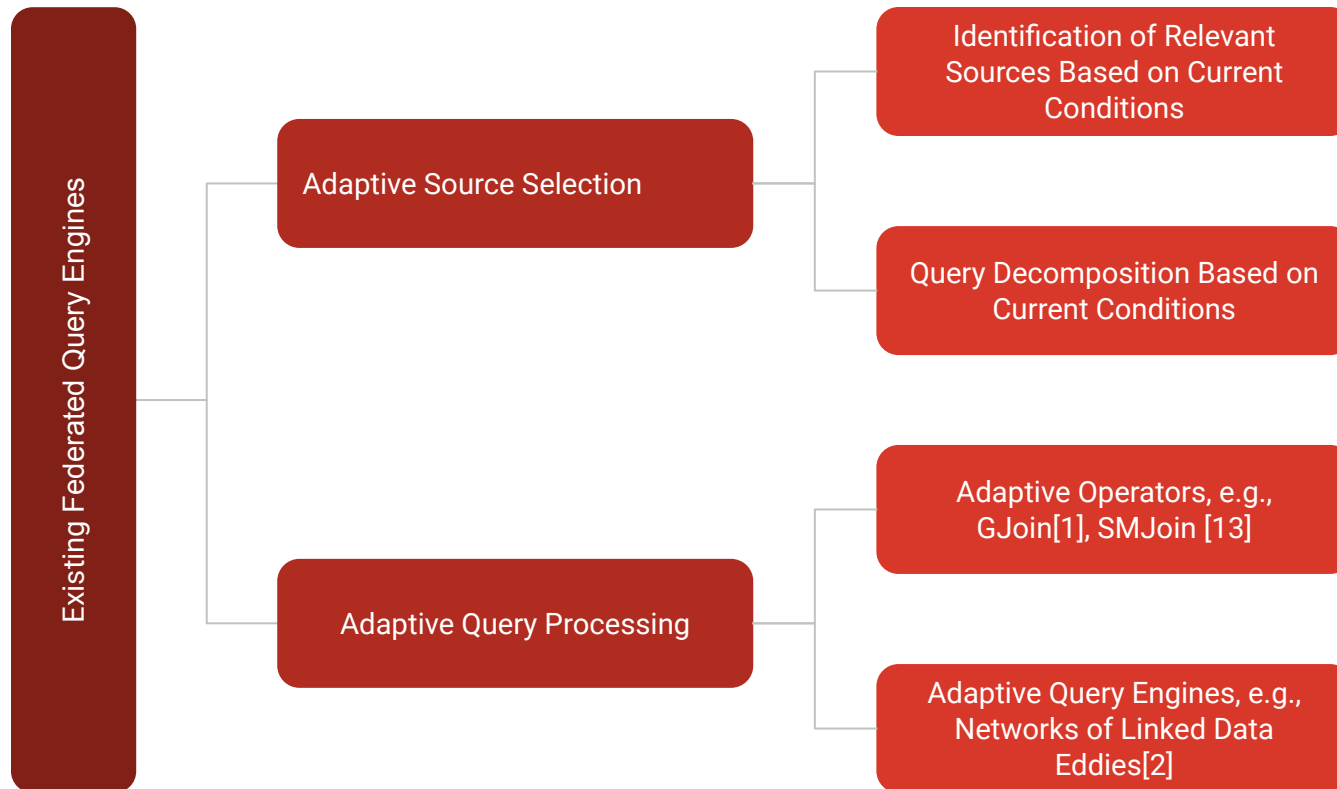 Existing Federated Query Engines
Adaptive Source Selection
Identification of Relevant
Sources Based on Current
Conditions
Query Decomposition Based on
Current Conditions
Adaptive Query Processing
Adaptive Operators, e.g.,
GJoin[1], SMJoin [13]
Adaptive Query Engines, e.g.,
Networks of Linked Data
Eddies[2]